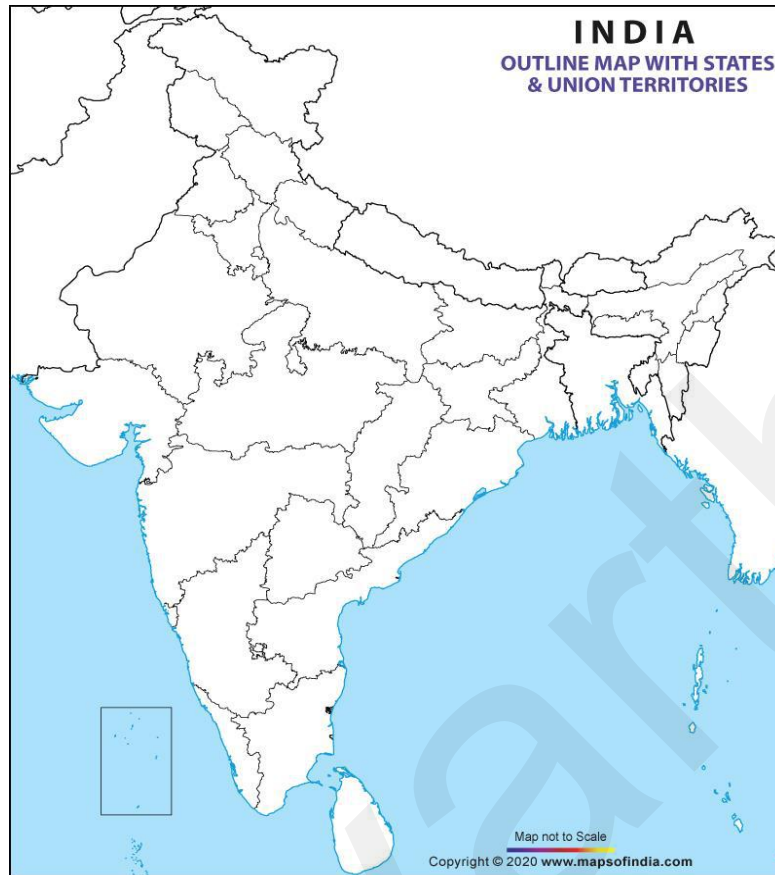 INDIA
OUTLINE MAP WITH STATES
& UNION TERRITORIES
Map not to Scale
Copyright © 2020 www.mapsofindia.com